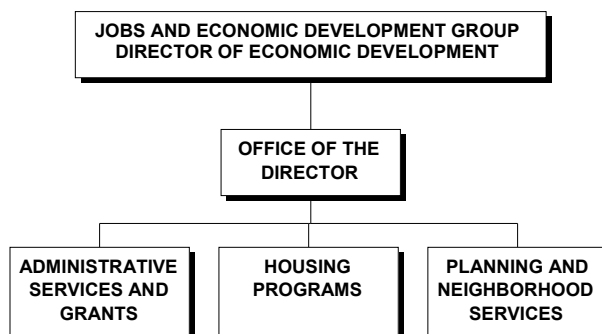 JOBS AND ECONOMIC DEVELOPMENT GROUP
DIRECTOR OF ECONOMIC DEVELOPMENT
OFFICE OF THE
DIRECTOR
ADMINISTRATIVE
SERVICES AND
GRANTS
HOUSING
PROGRAMS
PLANNING AND
NEIGHBORHOOD
SERVICES